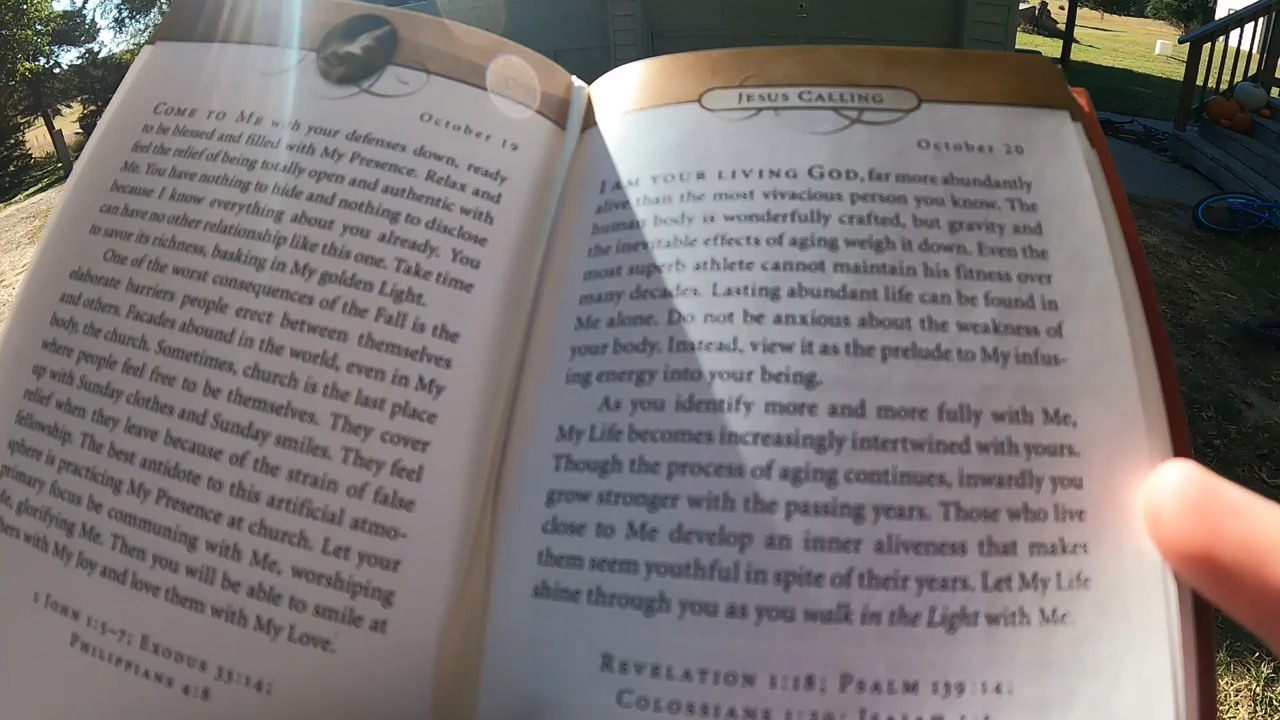 October 19
COME TO ME with your defenses down, ready
to be blessed and filled with My Presence. Relax and
feel the relief of being totally open and authentic with
Me. You have nothing to hide and nothing to disclose
because I know everything about you already. You
can have no other relationship like this one. Take time
to savor its richness, basking in My golden Light.
One of the worst consequences of the Fall is the
elaborate barriers people erect between themselves
and others. Facades abound in the world, even in My
body, the church. Sometimes, church is the last place
where people feel free to be themselves. They cover
up with Sunday clothes and Sunday smiles. They feel
relief when they leave because of the strain of false
fellowship. The best antidote to this artificial atmo-
sphere is practicing My Presence at church. Let your
primary focus be communing with Me, worshiping
glorifying Me. Then you will be able to smile at
with My Joy and love them with My Love.
1 JOHN 1:5–7; EXODUS 33:14;
PHILIPPIANS 4:8
JESUS CALLING
October 20
I AM YOUR LIVING GOD, far more abundantly
alive than the most vivacious person you know. The
human body is wonderfully crafted, but gravity and
the inevitable effects of aging weigh it down. Even the
most superb athlete cannot maintain his fitness over
many decades. Lasting abundant life can be found in
Me alone. Do not be anxious about the weakness of
your body. Instead, view it as the prelude to My infus-
ing energy into your being.
As you identify more and more fully with Me,
My Life becomes increasingly intertwined with yours.
Though the process of aging continues, inwardly you
grow stronger with the passing years. Those who live
close to Me develop an inner aliveness that makes
them seem youthful in spite of their years. Let My Life
shine through you as you walk in the Light with Me.
REVELATION 1:18; PSALM 139:14;
COLOSSIANS